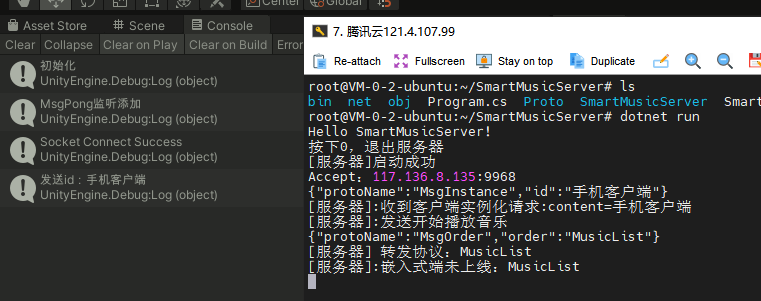 Center
Global
Asset Store
Scene
Console
Clear
Collapse
Clear on Play
Clear on Build
Error
初始化
UnityEngine.Debug:Log (object)
MsgPong监听添加
UnityEngine.Debug:Log (object)
Socket Connect Success
UnityEngine.Debug:Log (object)
发送id：手机客户端
UnityEngine.Debug:Log (object)
7. 腾讯云121.4.107.99
Re-attach
Fullscreen
Stay on top
Duplicate
root@VM-0-2-ubuntu:~/SmartMusicServer# ls
bin net obj Program.cs Proto SmartMusicServer Smart
root@VM-0-2-ubuntu:~/SmartMusicServer# dotnet run
Hello SmartMusicServer!
按下0，退出服务器
[服务器]启动成功
Accept：117.136.8.135:9968
{"protoName":"MsgInstance","id":"手机客户端"}
[服务器]:收到客户端实例化请求:content=手机客户端
[服务器]:发送开始播放音乐
{"protoName":"MsgOrder","order":"MusicList"}
[服务器] 转发协议：MusicList
[服务器]:嵌入式端未上线：MusicList